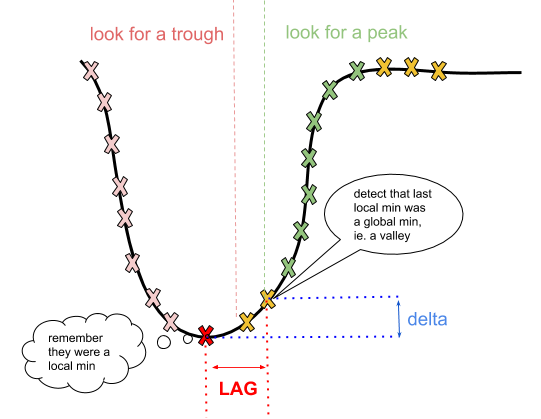 look for a trough
look for a peak
detect that last
local min was
a global min,
ie. a valley
remember
they were a
local min
delta
LAG